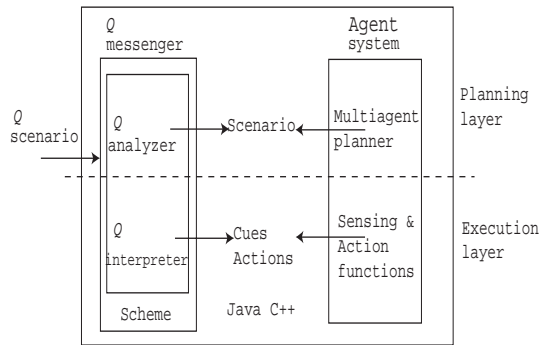 Q
messenger
Agent
system
Q
scenario
Q
analyzer
Scenario
Multiagent
planner
Planning
layer
Q
interpreter
Cues
Actions
Sensing &
Action
functions
Execution
layer
Scheme
Java C++